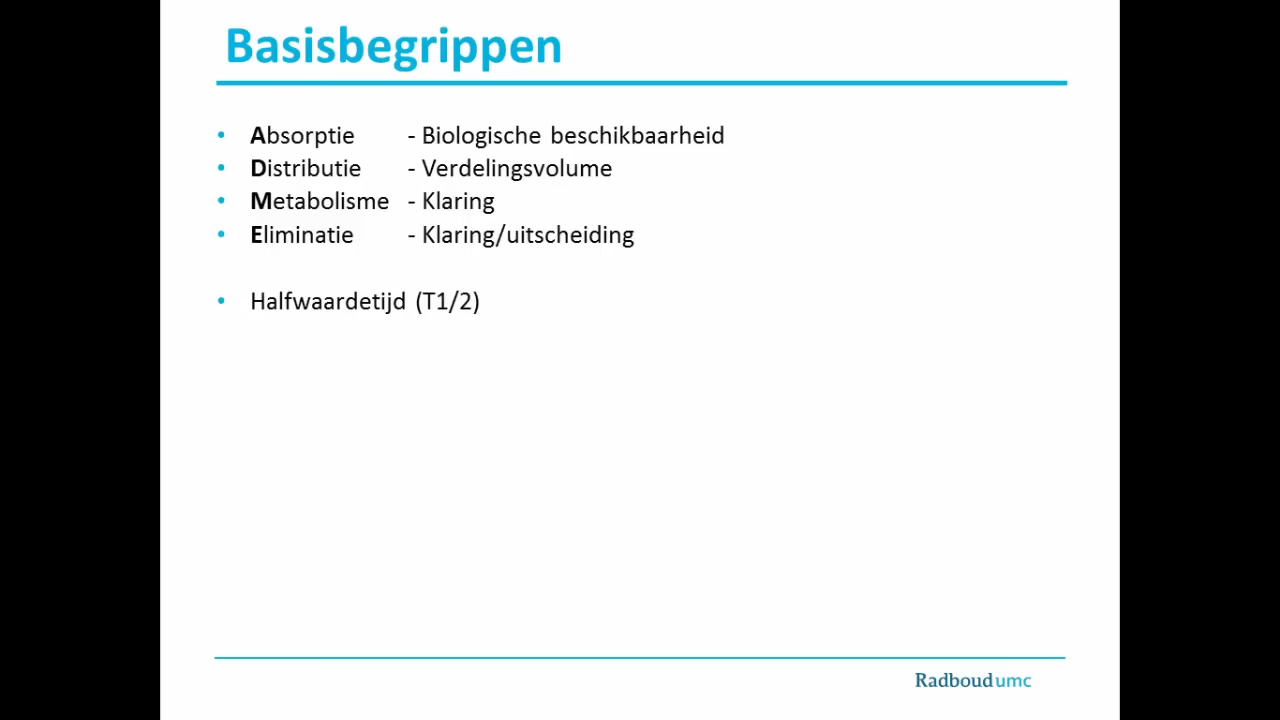 Basisbegrippen
• Absorptie - Biologische beschikbaarheid
• Distributie - Verdelingsvolume
• Metabolisme - Klaring
• Eliminatie - Klaring/uitscheiding
• Halfwaardetijd (T1/2)
Radboudumc